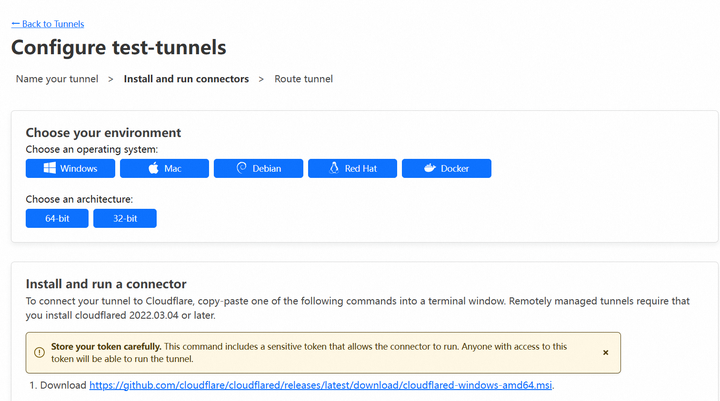 ← Back to Tunnels
Configure test-tunnels
Name your tunnel > Install and run connectors > Route tunnel
Choose your environment
Choose an operating system:
Windows Mac Debian Red Hat Docker
Choose an architecture:
64-bit 32-bit
Install and run a connector
To connect your tunnel to Cloudflare, copy-paste one of the following commands into a terminal window. Remotely managed tunnels require that
you install cloudflared 2022.03.04 or later.
Store your token carefully. This command includes a sensitive token that allows the connector to run. Anyone with access to this
token will be able to run the tunnel.
1. Download https://github.com/cloudflare/cloudflared/releases/latest/download/cloudflared-windows-amd64.msi.